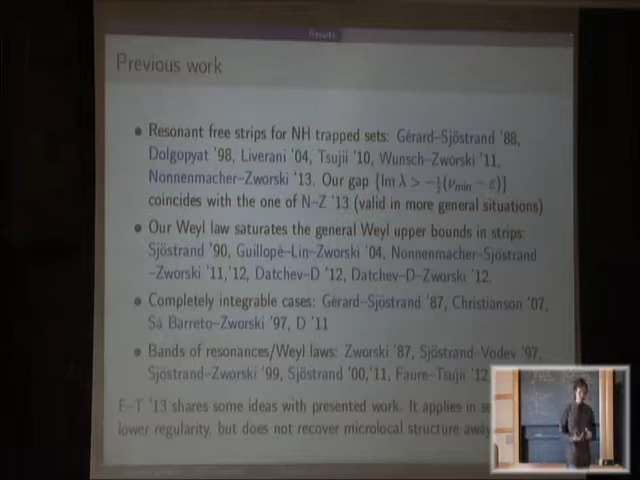 Results
Previous work
• Resonant free strips for NH trapped sets: Gérard–Sjöstrand '88,
Dolgopyat '98, Liverani '04, Tsujii '10, Wunsch–Zworski '11,
Nonnenmacher–Zworski '13. Our gap {Im λ > −½(ν_min − ε)}
coincides with the one of N–Z '13 (valid in more general situations)
• Our Weyl law saturates the general Weyl upper bounds in strips:
Sjöstrand '90, Guillopé–Lin–Zworski '04, Nonnenmacher–Sjöstrand
–Zworski '11,'12, Datchev–D '12, Datchev–D–Zworski '12.
• Completely integrable cases: Gérard–Sjöstrand '87, Christianson '07,
Sá Barreto–Zworski '97, D '11
• Bands of resonances/Weyl laws: Zworski '87, Sjöstrand–Vodev '97,
Sjöstrand–Zworski '99, Sjöstrand '00,'11, Faure–Tsujii '12
F–T '13 shares some ideas with presented work. It applies in
lower regularity, but does not recover microlocal structure away